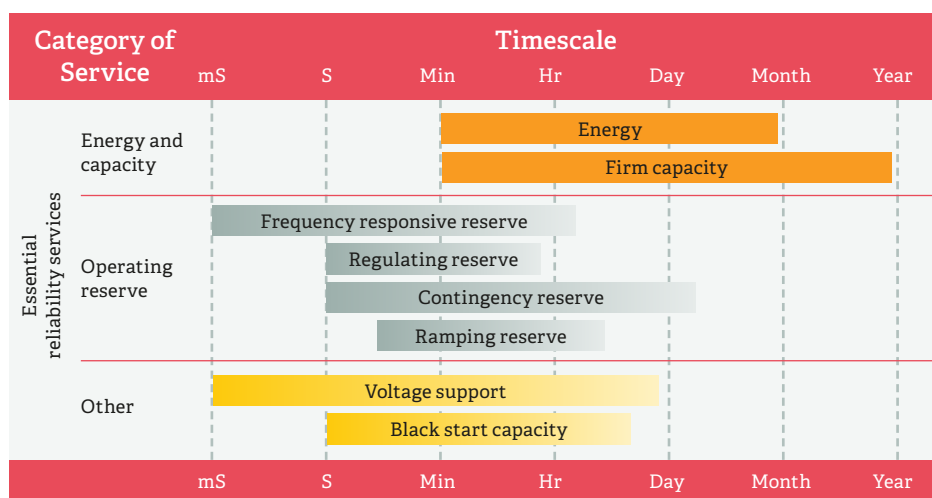 Category of
Service
Timescale
mS S Min Hr Day Month Year
Essential
reliability services
Energy and
capacity
Energy
Firm capacity
Operating
reserve
Frequency responsive reserve
Regulating reserve
Contingency reserve
Ramping reserve
Other
Voltage support
Black start capacity
mS S Min Hr Day Month Year